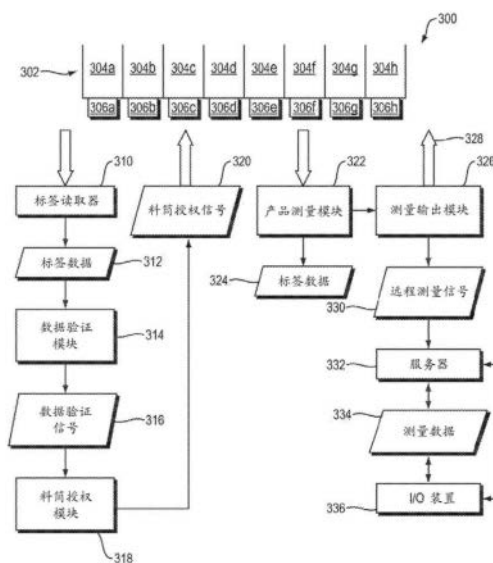 300
302
304a 304b 304c 304d 304e 304f 304g 304h
306a 306b 306c 306d 306e 306f 306g 306h
310
320
322
328
326
标签读取器
料筒授权信号
产品测量模块
测量输出模块
标签数据
312
324
标签数据
远程测量信号
330
数据验证
模块
314
332
服务器
数据验证
信号
316
334
测量数据
料筒授权
模块
318
336
I/O 装置